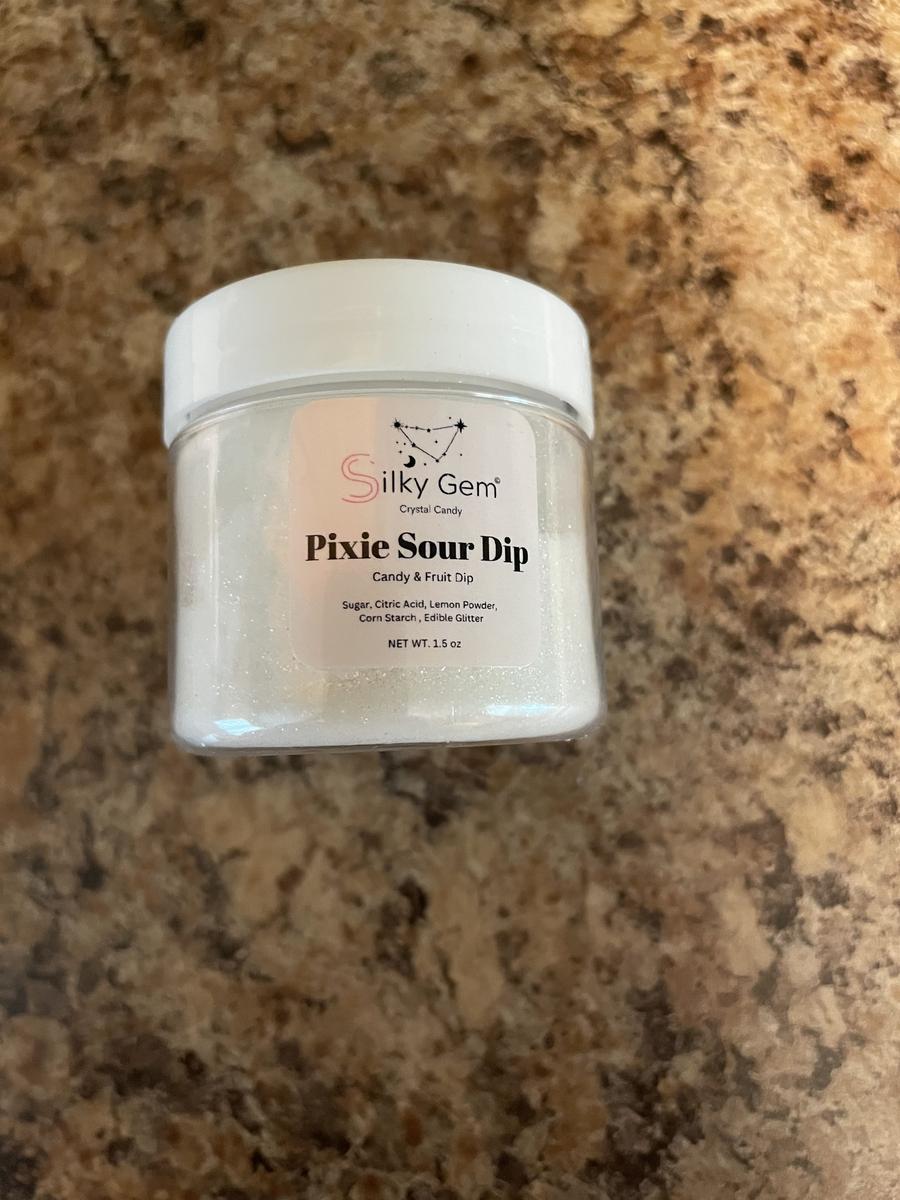 Silky Gem©
Crystal Candy
Pixie Sour Dip
Candy & Fruit Dip
Sugar, Citric Acid, Lemon Powder,
Corn Starch , Edible Glitter
NET WT. 1.5 oz